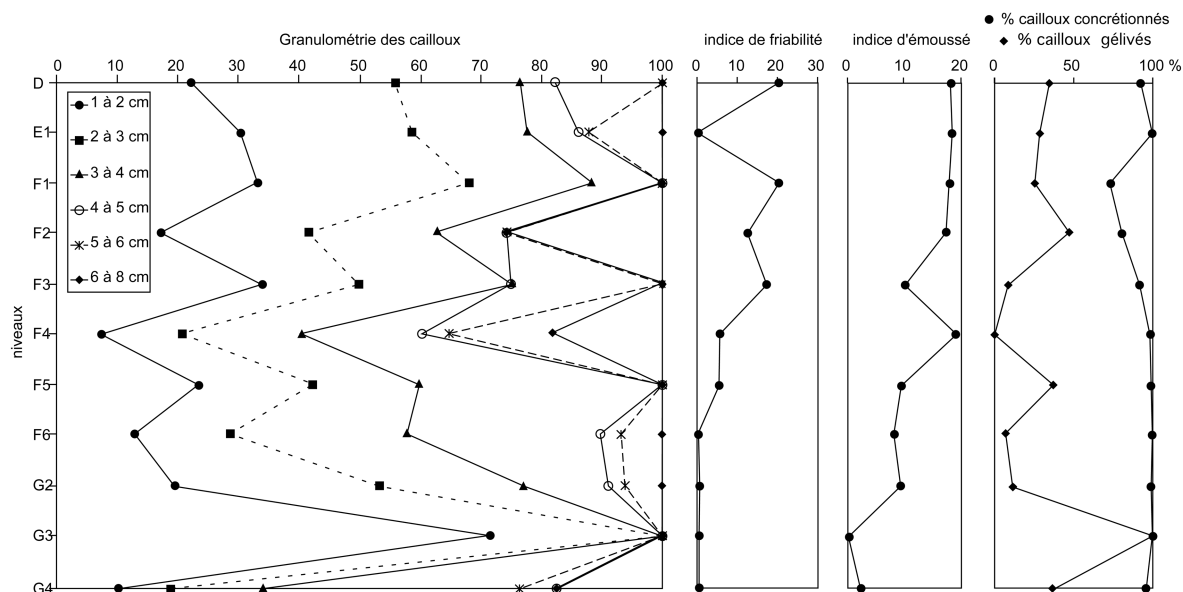 % cailloux concrétionnés
Granulométrie des cailloux
indice de friabilité
indice d'émoussé
% cailloux gélivés
0 10 20 30 40 50 60 70 80 90 100
0 10 20 30
0 10 20
0 50 100 %
D
1 à 2 cm
2 à 3 cm
3 à 4 cm
4 à 5 cm
5 à 6 cm
6 à 8 cm
E1
F1
F2
F3
F4
F5
F6
G2
G3
G4
niveaux